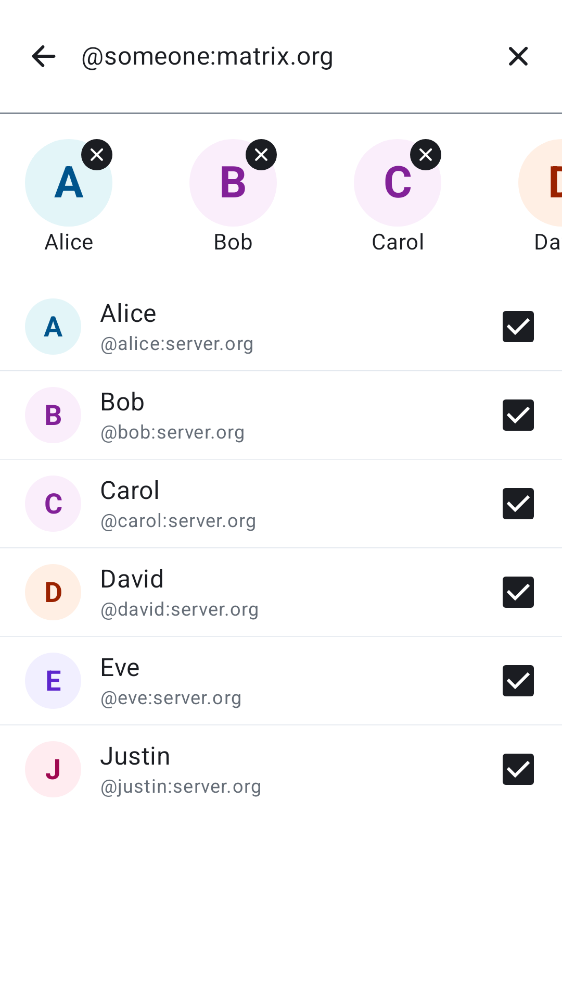 @someone:matrix.org
A B C D
Alice Bob Carol Da
A Alice
@alice:server.org
B Bob
@bob:server.org
C Carol
@carol:server.org
D David
@david:server.org
E Eve
@eve:server.org
J Justin
@justin:server.org